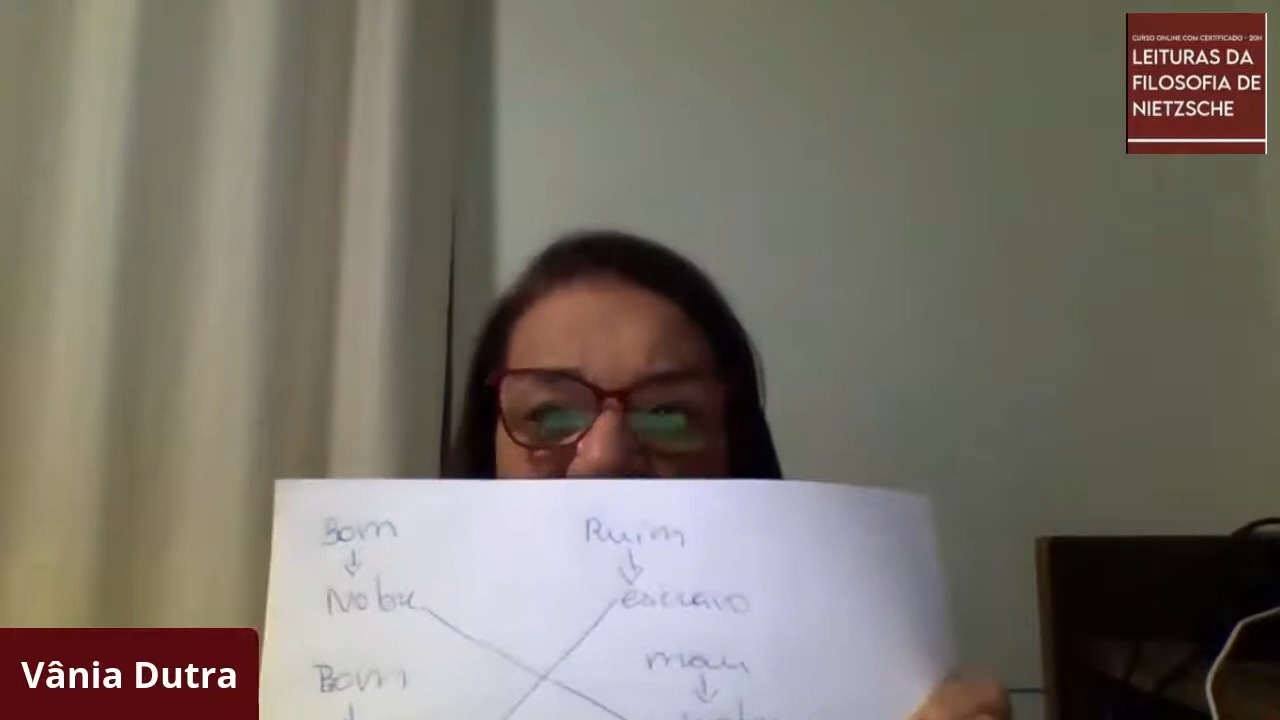 CURSO ONLINE COM CERTIFICADO - 20H
LEITURAS DA
FILOSOFIA DE
NIETZSCHE
Bom Ruim
Nobre escravo
mau
Bom
Vânia Dutra